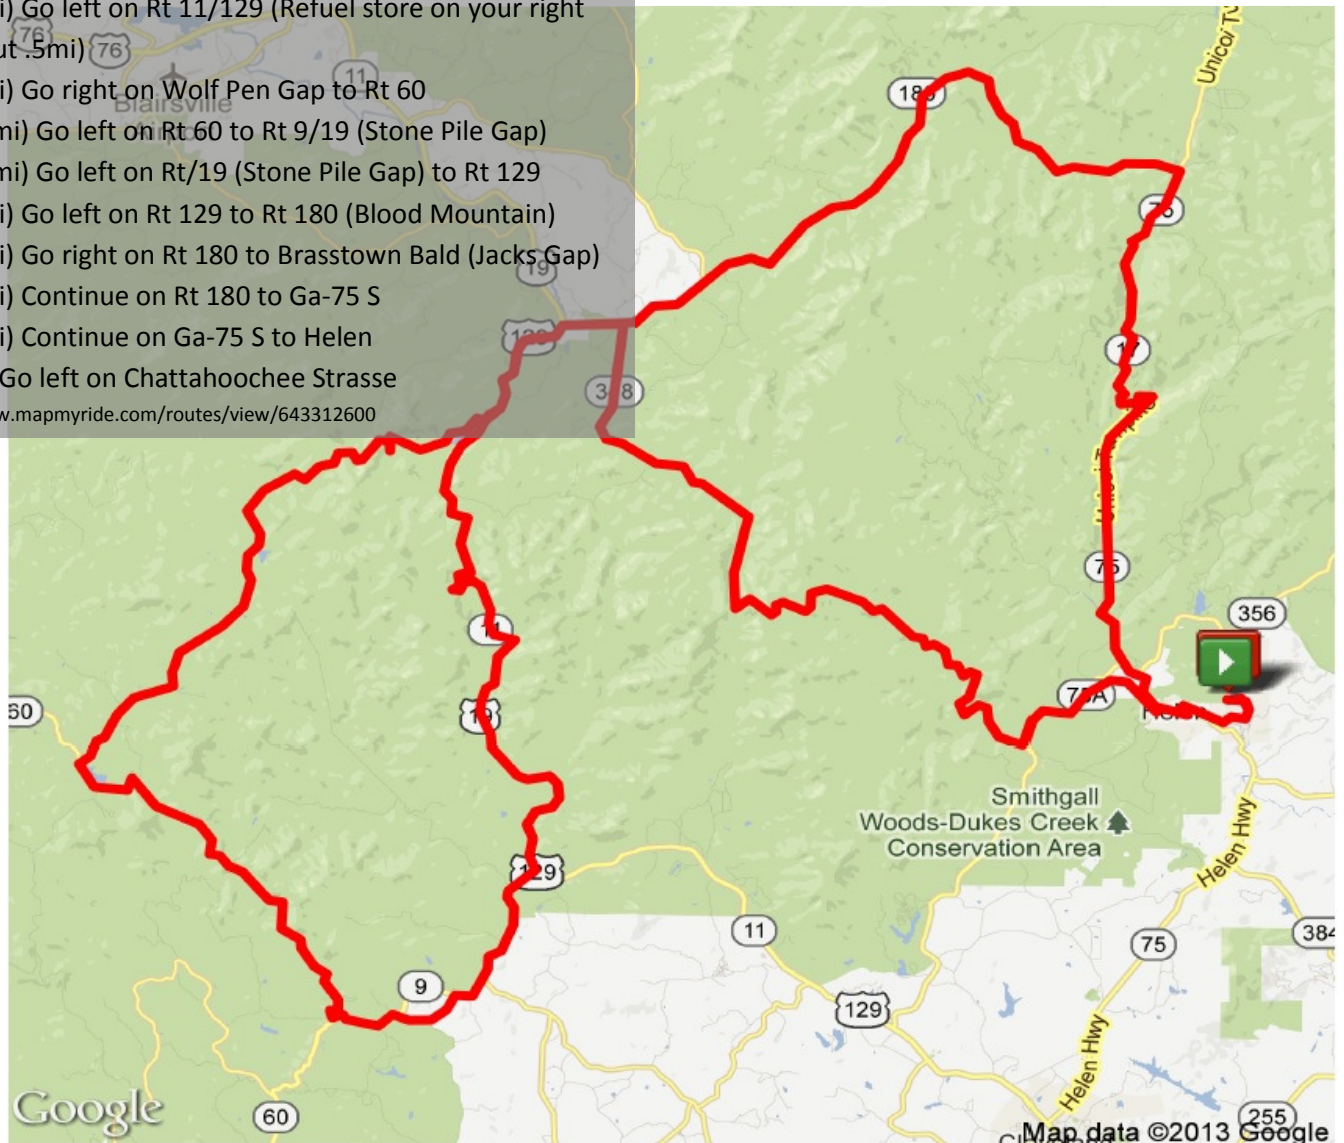 i) Go left on Rt 11/129 (Refuel store on your right
ut .5mi)
i) Go right on Wolf Pen Gap to Rt 60
mi) Go left on Rt 60 to Rt 9/19 (Stone Pile Gap)
mi) Go left on Rt/19 (Stone Pile Gap) to Rt 129
i) Go left on Rt 129 to Rt 180 (Blood Mountain)
i) Go right on Rt 180 to Brasstown Bald (Jacks Gap)
i) Continue on Rt 180 to Ga-75 S
i) Continue on Ga-75 S to Helen
Go left on Chattahoochee Strasse
w.mapmyride.com/routes/view/643312600
76
76
11
Blairsville
19
180
Unicoi
76
17
75
11
19
60
356
75A
Helen
Smithgall
Woods-Dukes Creek
Conservation Area
129
Helen Hwy
11
75
384
9
129
Helen Hwy
60
255
Google
Map data ©2013 Google